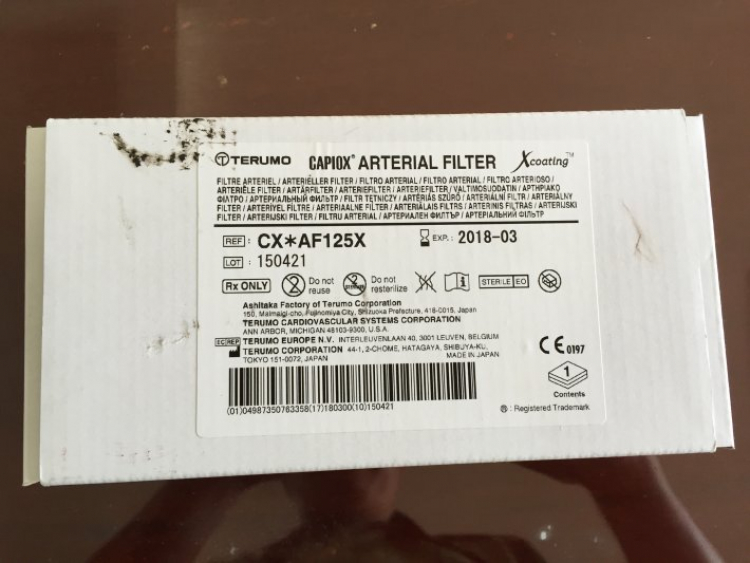 TERUMO CAPIOX® ARTERIAL FILTER Xcoating™
FILTRE ARTERIEL / ARTERIELLER FILTER / FILTRO ARTERIAL / FILTRO ARTERIAL / FILTRO ARTERIOSO /
ARTERIËLE FILTER / ARTÄRFILTER / ARTERIEFILTER / ARTERIEFILTER / VALTIMOSUODATIN / ΑΡΤΗΡΙΑΚΟ
ΦΙΛΤΡΟ / АРТЕРИАЛЬНЫЙ ФИЛЬТР / FILTR TĘTNICZY / ARTÉRIÁS SZŰRŐ / ARTERIÁLNÍ FILTR / ARTERIÁLNY
FILTER / ARTERİYEL FİLTRE / ARTERIAALNE FILTER / ARTERIĀLAIS FILTRS / ARTERINIS FILTRAS / ARTERIJSKI
FILTER / ARTERIJSKI FILTER / FILTRU ARTERIAL / АРТЕРИАЛЕН ФИЛТЪР / АРТЕРІАЛЬНИЙ ФІЛЬТР
REF : CX*AF125X EXP. : 2018-03
LOT : 150421
Rx ONLY 2 Do not reuse 2 Do not resterilize STERILE EO
Ashitaka Factory of Terumo Corporation
150, Maimaigi-cho, Fujinomiya City, Shizuoka Prefecture, 418-0015, Japan
TERUMO CARDIOVASCULAR SYSTEMS CORPORATION
ANN ARBOR, MICHIGAN 48103-9300, U.S.A.
EC REP TERUMO EUROPE N.V. INTERLEUVENLAAN 40, 3001 LEUVEN, BELGIUM
TERUMO CORPORATION 44-1, 2-CHOME, HATAGAYA, SHIBUYA-KU,
TOKYO 151-0072, JAPAN MADE IN JAPAN
CE 0197
1
Contents
(01)04987350763358(17)180300(10)150421
® : Registered Trademark